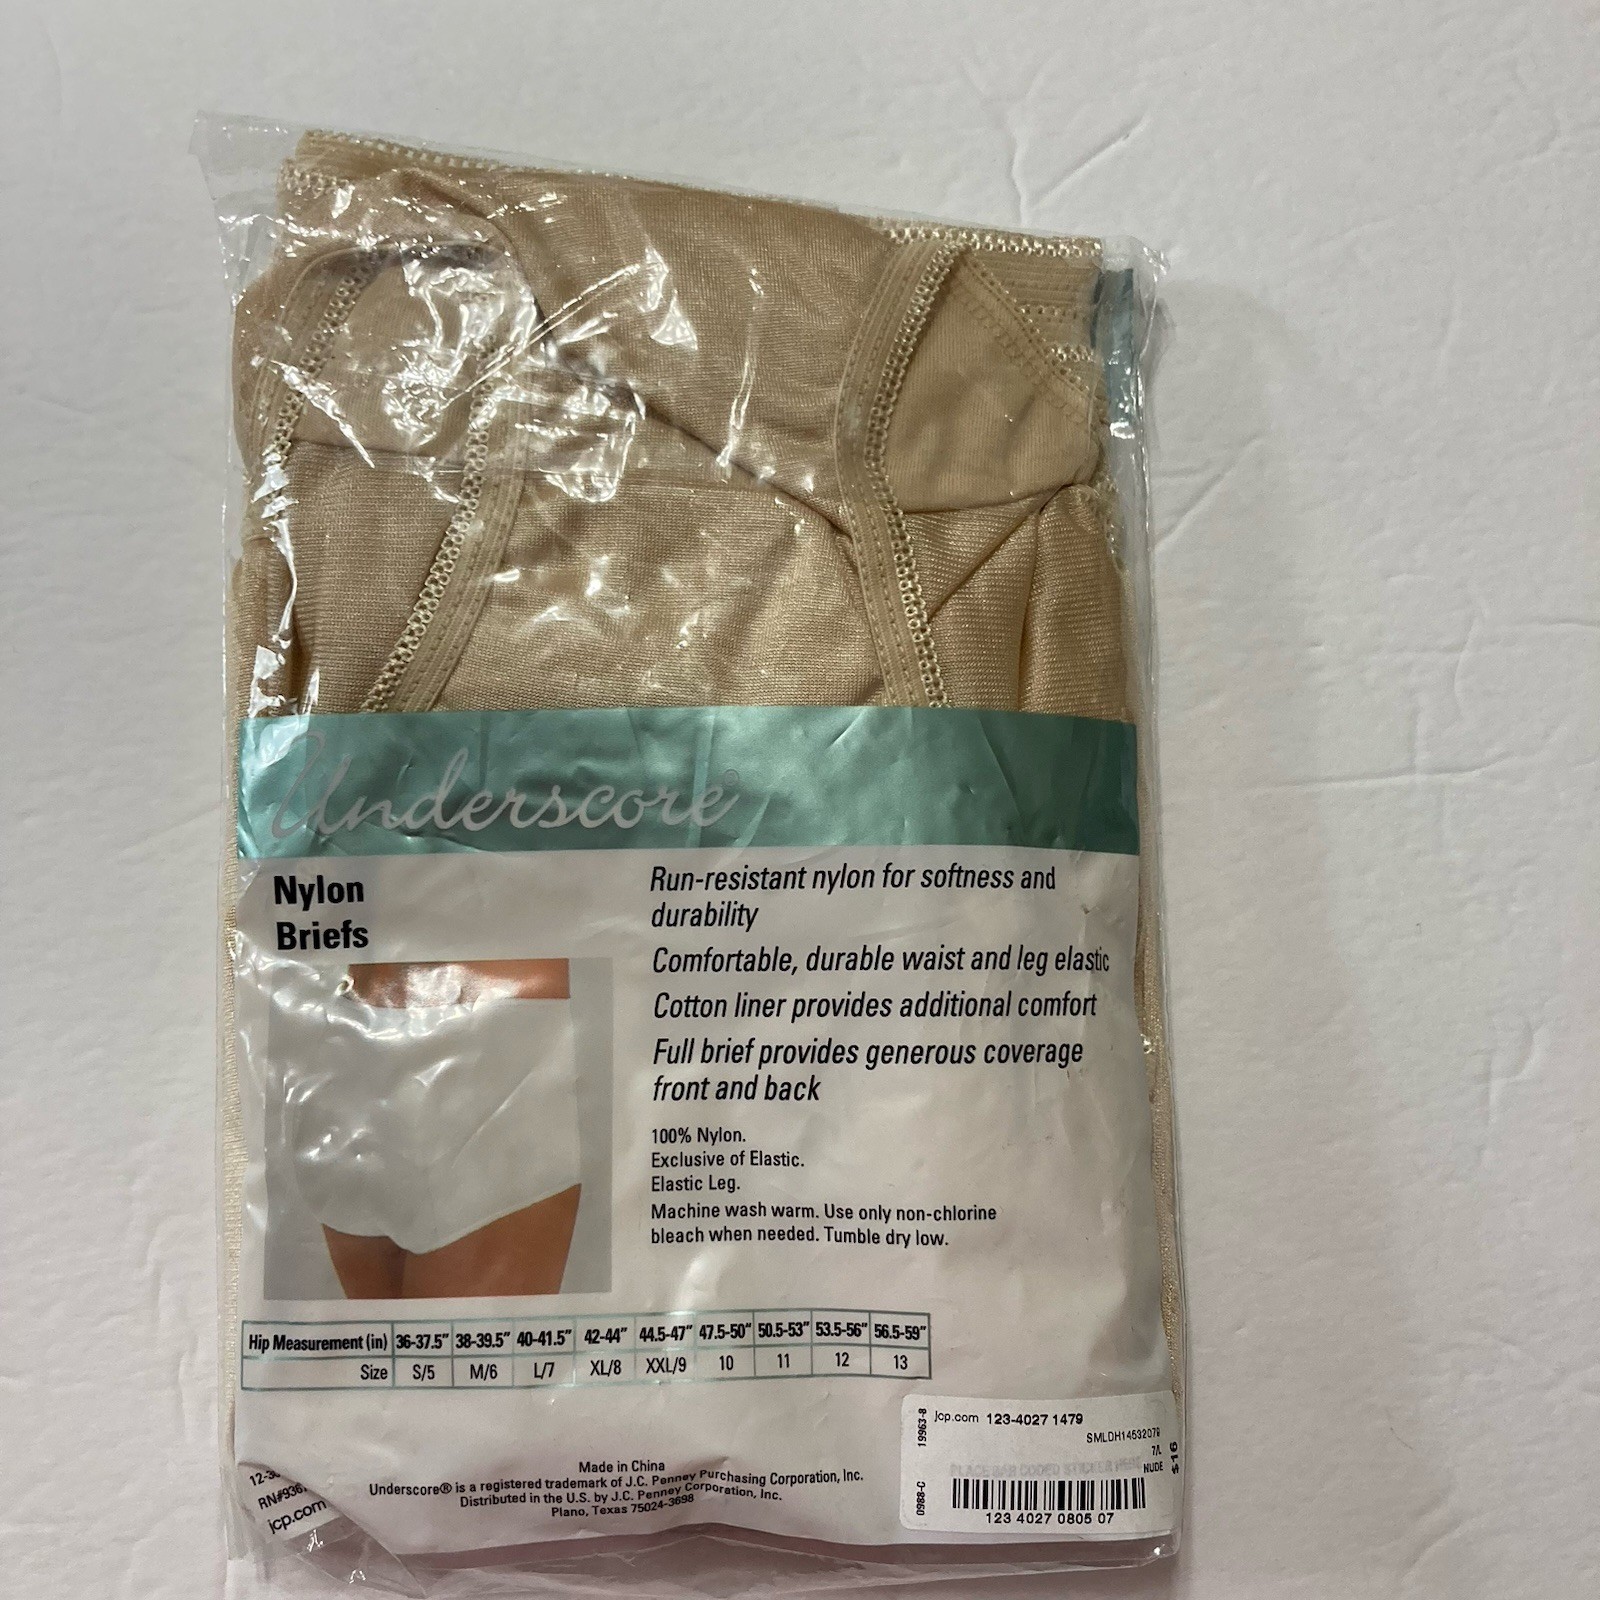 Underscore®
Nylon
Briefs
Run-resistant nylon for softness and
durability
Comfortable, durable waist and leg elastic
Cotton liner provides additional comfort
Full brief provides generous coverage
front and back
100% Nylon.
Exclusive of Elastic.
Elastic Leg.
Machine wash warm. Use only non-chlorine
bleach when needed. Tumble dry low.
Hip Measurement (in) 36-37.5" 38-39.5" 40-41.5" 42-44" 44.5-47" 47.5-50" 50.5-53" 53.5-56" 56.5-59"
Size S/5 M/6 L/7 XL/8 XXL/9 10 11 12 13
Made in China
Underscore® is a registered trademark of J.C. Penney Purchasing Corporation, Inc.
Distributed in the U.S. by J.C. Penney Corporation, Inc.
Plano, Texas 75024-3698
jcp.com
19963-8
0988-C
jcp.com 123-4027 1479
SMLDH14532079
7/L
NUDE
$16
PLACE BAR CODED STICKER HERE
123 4027 0805 07